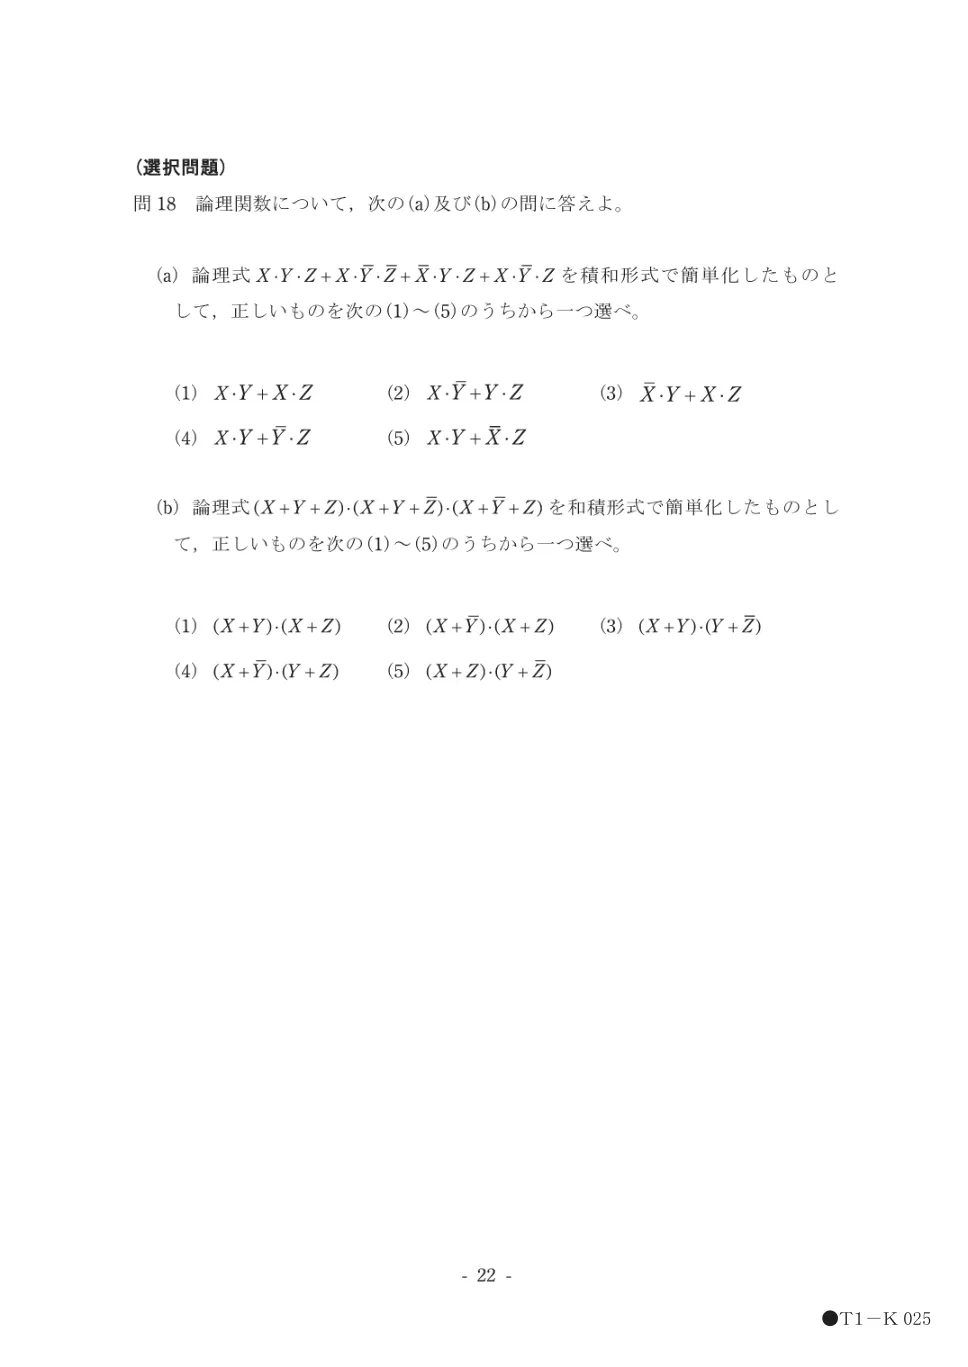 (選択問題)
問 18　論理関数について，次の(a)及び(b)の問に答えよ。
(a) 論理式 X·Y·Z+X·Y̅·Z̅+X̅·Y·Z+X·Y̅·Z を積和形式で簡単化したものと
して，正しいものを次の(1)～(5)のうちから一つ選べ。
(1) X·Y+X·Z (2) X·Y̅+Y·Z (3) X̅·Y+X·Z
(4) X·Y+Y̅·Z (5) X·Y+X̅·Z
(b) 論理式(X+Y+Z)·(X+Y+Z̅)·(X+Y̅+Z)を和積形式で簡単化したものとし
て，正しいものを次の(1)～(5)のうちから一つ選べ。
(1) (X+Y)·(X+Z) (2) (X+Y̅)·(X+Z) (3) (X+Y)·(Y+Z̅)
(4) (X+Y̅)·(Y+Z) (5) (X+Z)·(Y+Z̅)
- 22 -
●T1－K 025